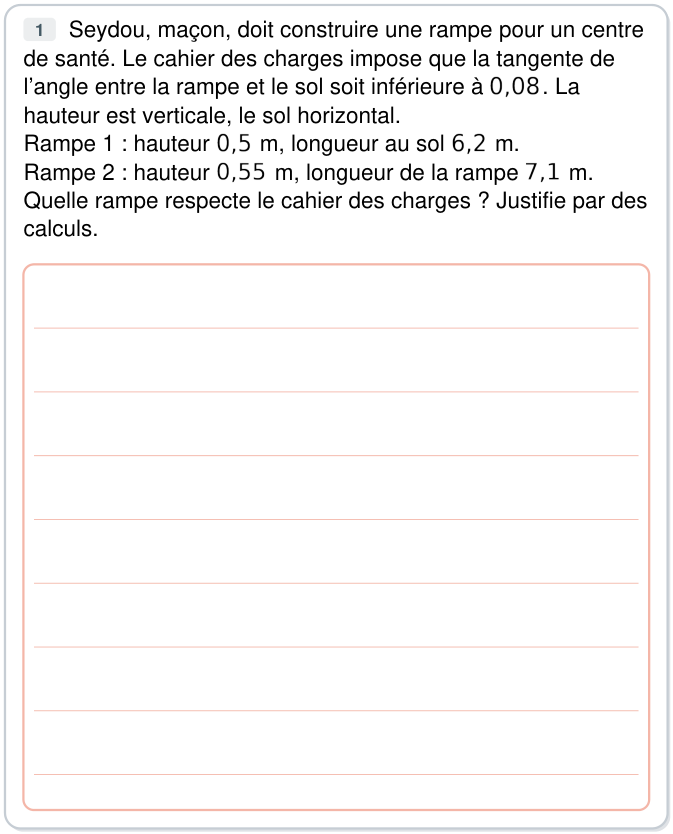 1 Seydou, maçon, doit construire une rampe pour un centre
de santé. Le cahier des charges impose que la tangente de
l'angle entre la rampe et le sol soit inférieure à 0,08. La
hauteur est verticale, le sol horizontal.
Rampe 1 : hauteur 0,5 m, longueur au sol 6,2 m.
Rampe 2 : hauteur 0,55 m, longueur de la rampe 7,1 m.
Quelle rampe respecte le cahier des charges ? Justifie par des
calculs.